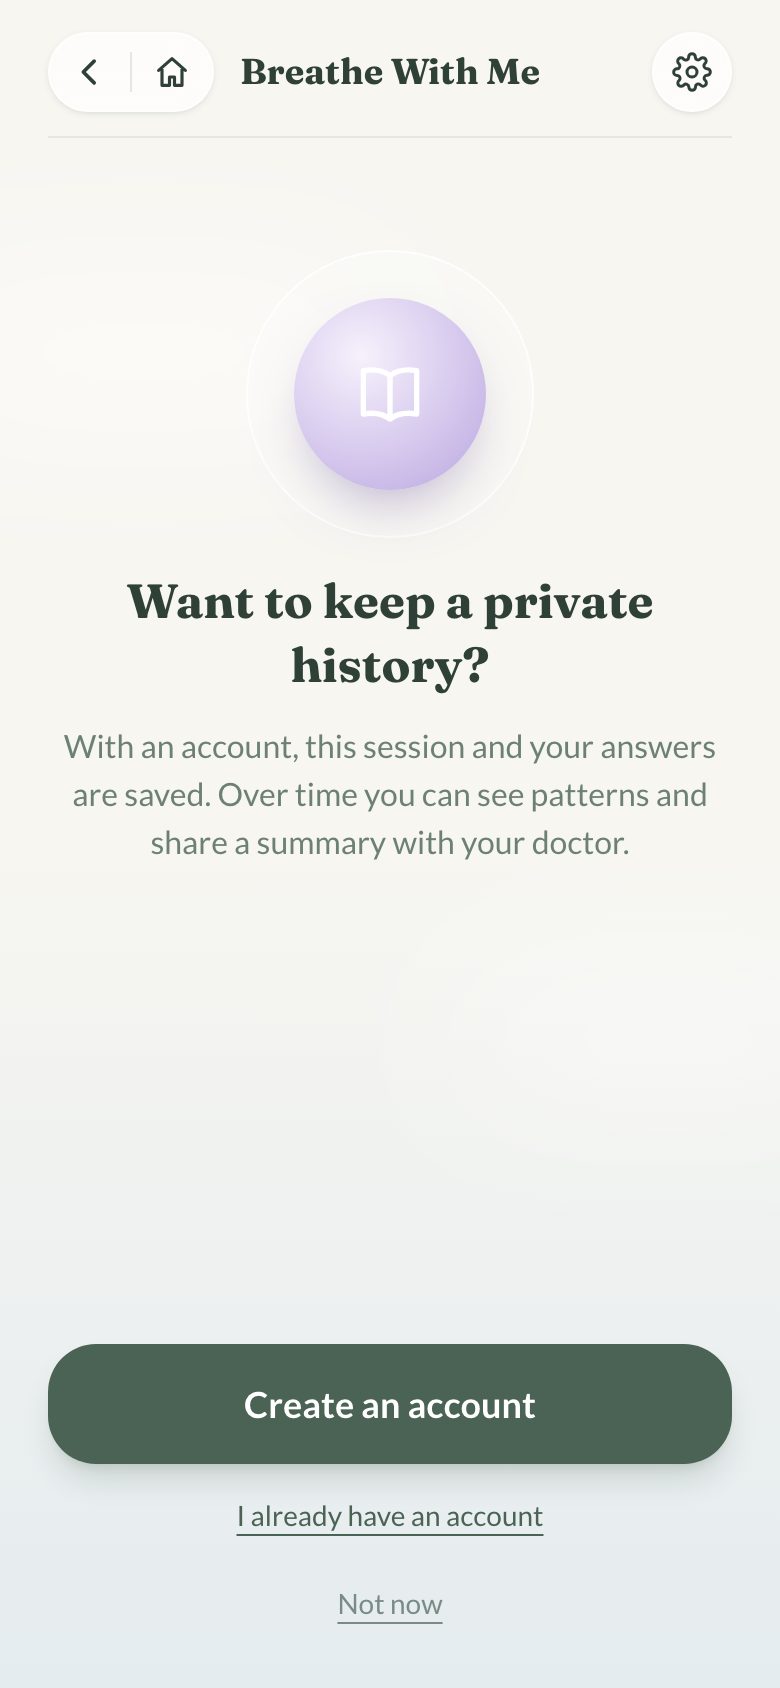 Breathe With Me
Want to keep a private
history?
With an account, this session and your answers
are saved. Over time you can see patterns and
share a summary with your doctor.
Create an account
I already have an account
Not now